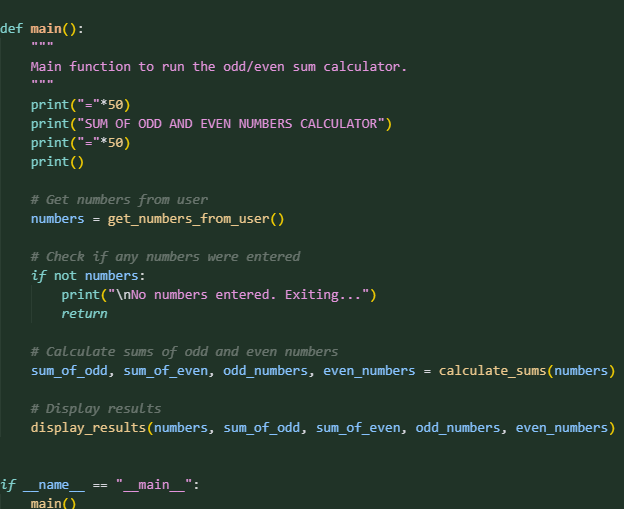 def main():
    """
    Main function to run the odd/even sum calculator.
    """
    print("="*50)
    print("SUM OF ODD AND EVEN NUMBERS CALCULATOR")
    print("="*50)
    print()

    # Get numbers from user
    numbers = get_numbers_from_user()

    # Check if any numbers were entered
    if not numbers:
        print("\nNo numbers entered. Exiting...")
        return

    # Calculate sums of odd and even numbers
    sum_of_odd, sum_of_even, odd_numbers, even_numbers = calculate_sums(numbers)

    # Display results
    display_results(numbers, sum_of_odd, sum_of_even, odd_numbers, even_numbers)


if __name__ == "__main__":
    main()